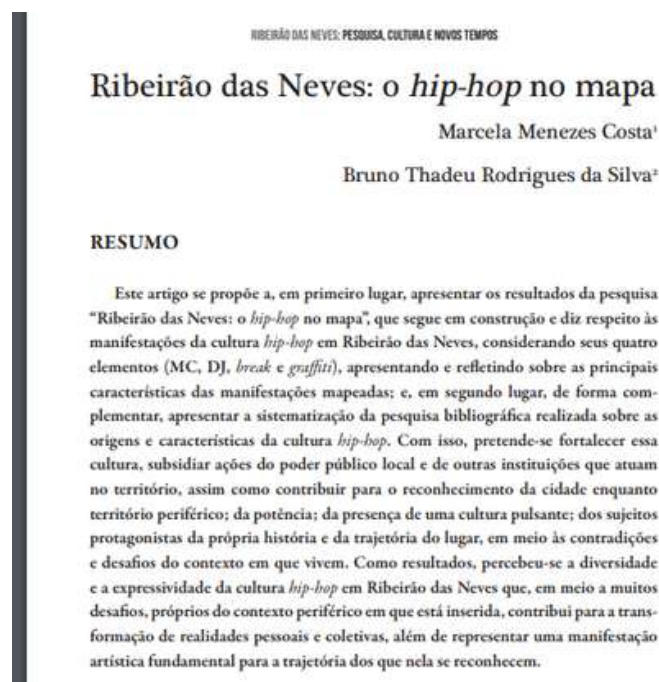 RIBEIRÃO DAS NEVES: PESQUISA, CULTURA E NOVOS TEMPOS
Ribeirão das Neves: o hip-hop no mapa
Marcela Menezes Costa¹
Bruno Thadeu Rodrigues da Silva²
RESUMO
Este artigo se propõe a, em primeiro lugar, apresentar os resultados da pesquisa
“Ribeirão das Neves: o hip-hop no mapa”, que segue em construção e diz respeito às
manifestações da cultura hip-hop em Ribeirão das Neves, considerando seus quatro
elementos (MC, DJ, break e graffiti), apresentando e refletindo sobre as principais
características das manifestações mapeadas; e, em segundo lugar, de forma com-
plementar, apresentar a sistematização da pesquisa bibliográfica realizada sobre as
origens e características da cultura hip-hop. Com isso, pretende-se fortalecer essa
cultura, subsidiar ações do poder público local e de outras instituições que atuam
no território, assim como contribuir para o reconhecimento da cidade enquanto
território periférico; da potência; da presença de uma cultura pulsante; dos sujeitos
protagonistas da própria história e da trajetória do lugar, em meio às contradições
e desafios do contexto em que vivem. Como resultados, percebeu-se a diversidade
e a expressividade da cultura hip-hop em Ribeirão das Neves que, em meio a muitos
desafios, próprios do contexto periférico em que está inserida, contribui para a trans-
formação de realidades pessoais e coletivas, além de representar uma manifestação
artística fundamental para a trajetória dos que nela se reconhecem.